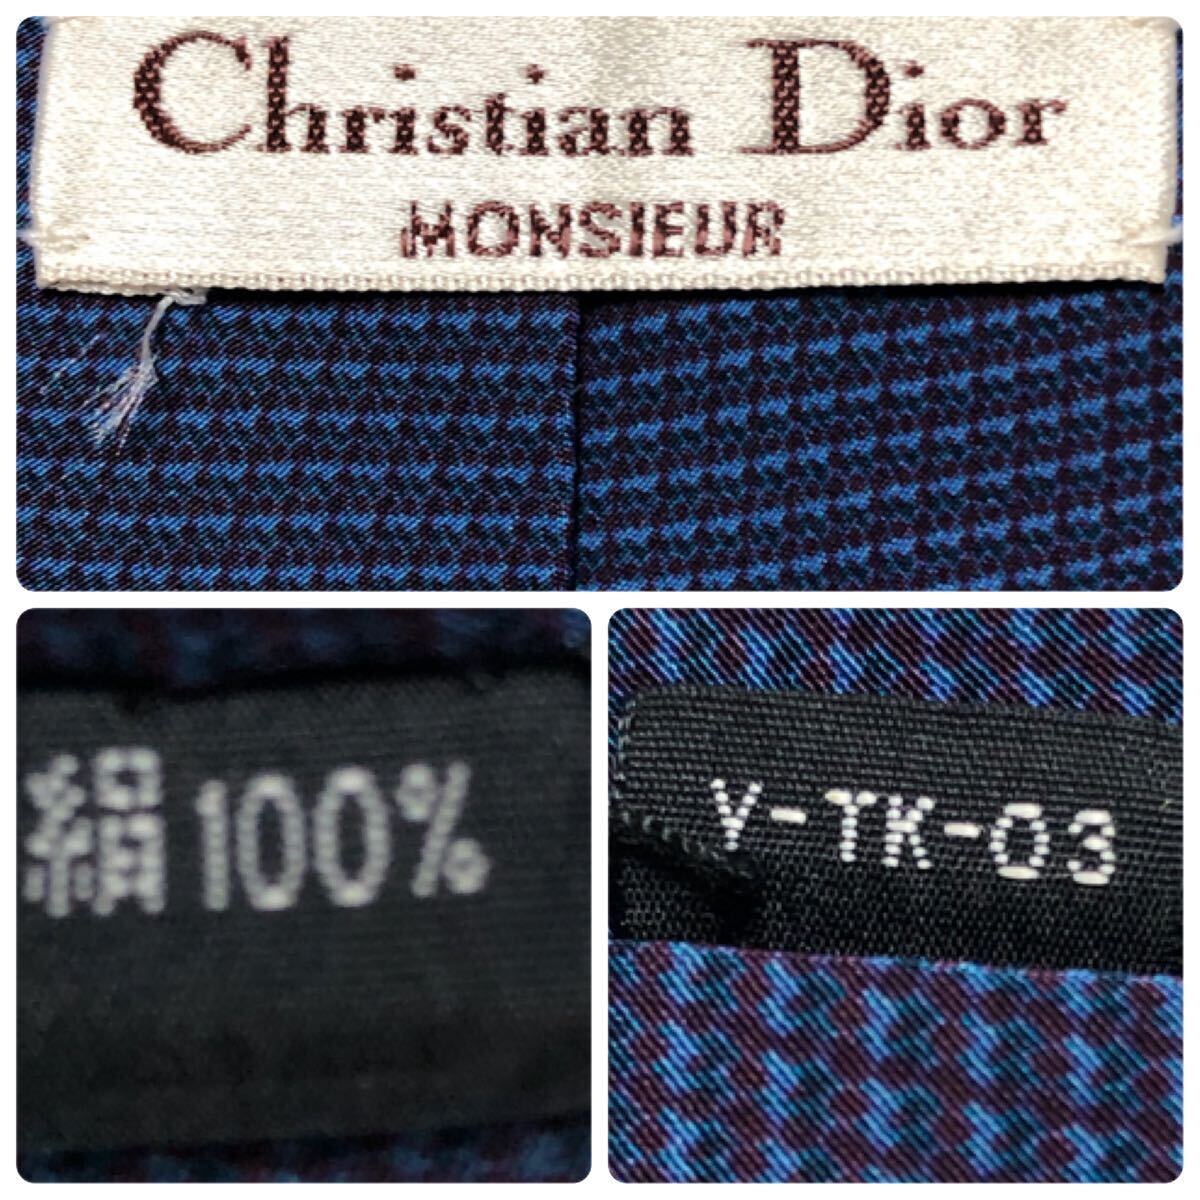 Christian Dior
MONSIEUR
絹100%
V-TK-03